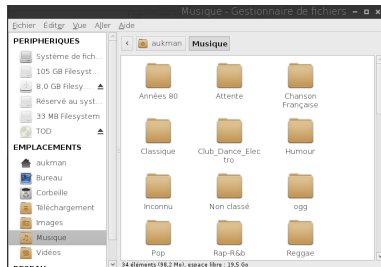 Musique - Gestionnaire de fichiers
Fichier Editer Vue Aller Aide
PERIPHERIQUES
Système de fich...
105 GB Filesyst...
8,0 GB Filesy...
Réservé au syst...
33 MB Filesystem
TOD
EMPLACEMENTS
aukman
Bureau
Corbeille
Téléchargement
Images
Musique
Vidéos
RESEAU
aukman Musique
Années 80 Attente Chanson
Française
Classique Club_Dance_Elec
tro Humour
Inconnu Non classé ogg
Pop Rap-R&b Reggae
34 éléments (98,2 Mo), espace libre : 19,5 Go